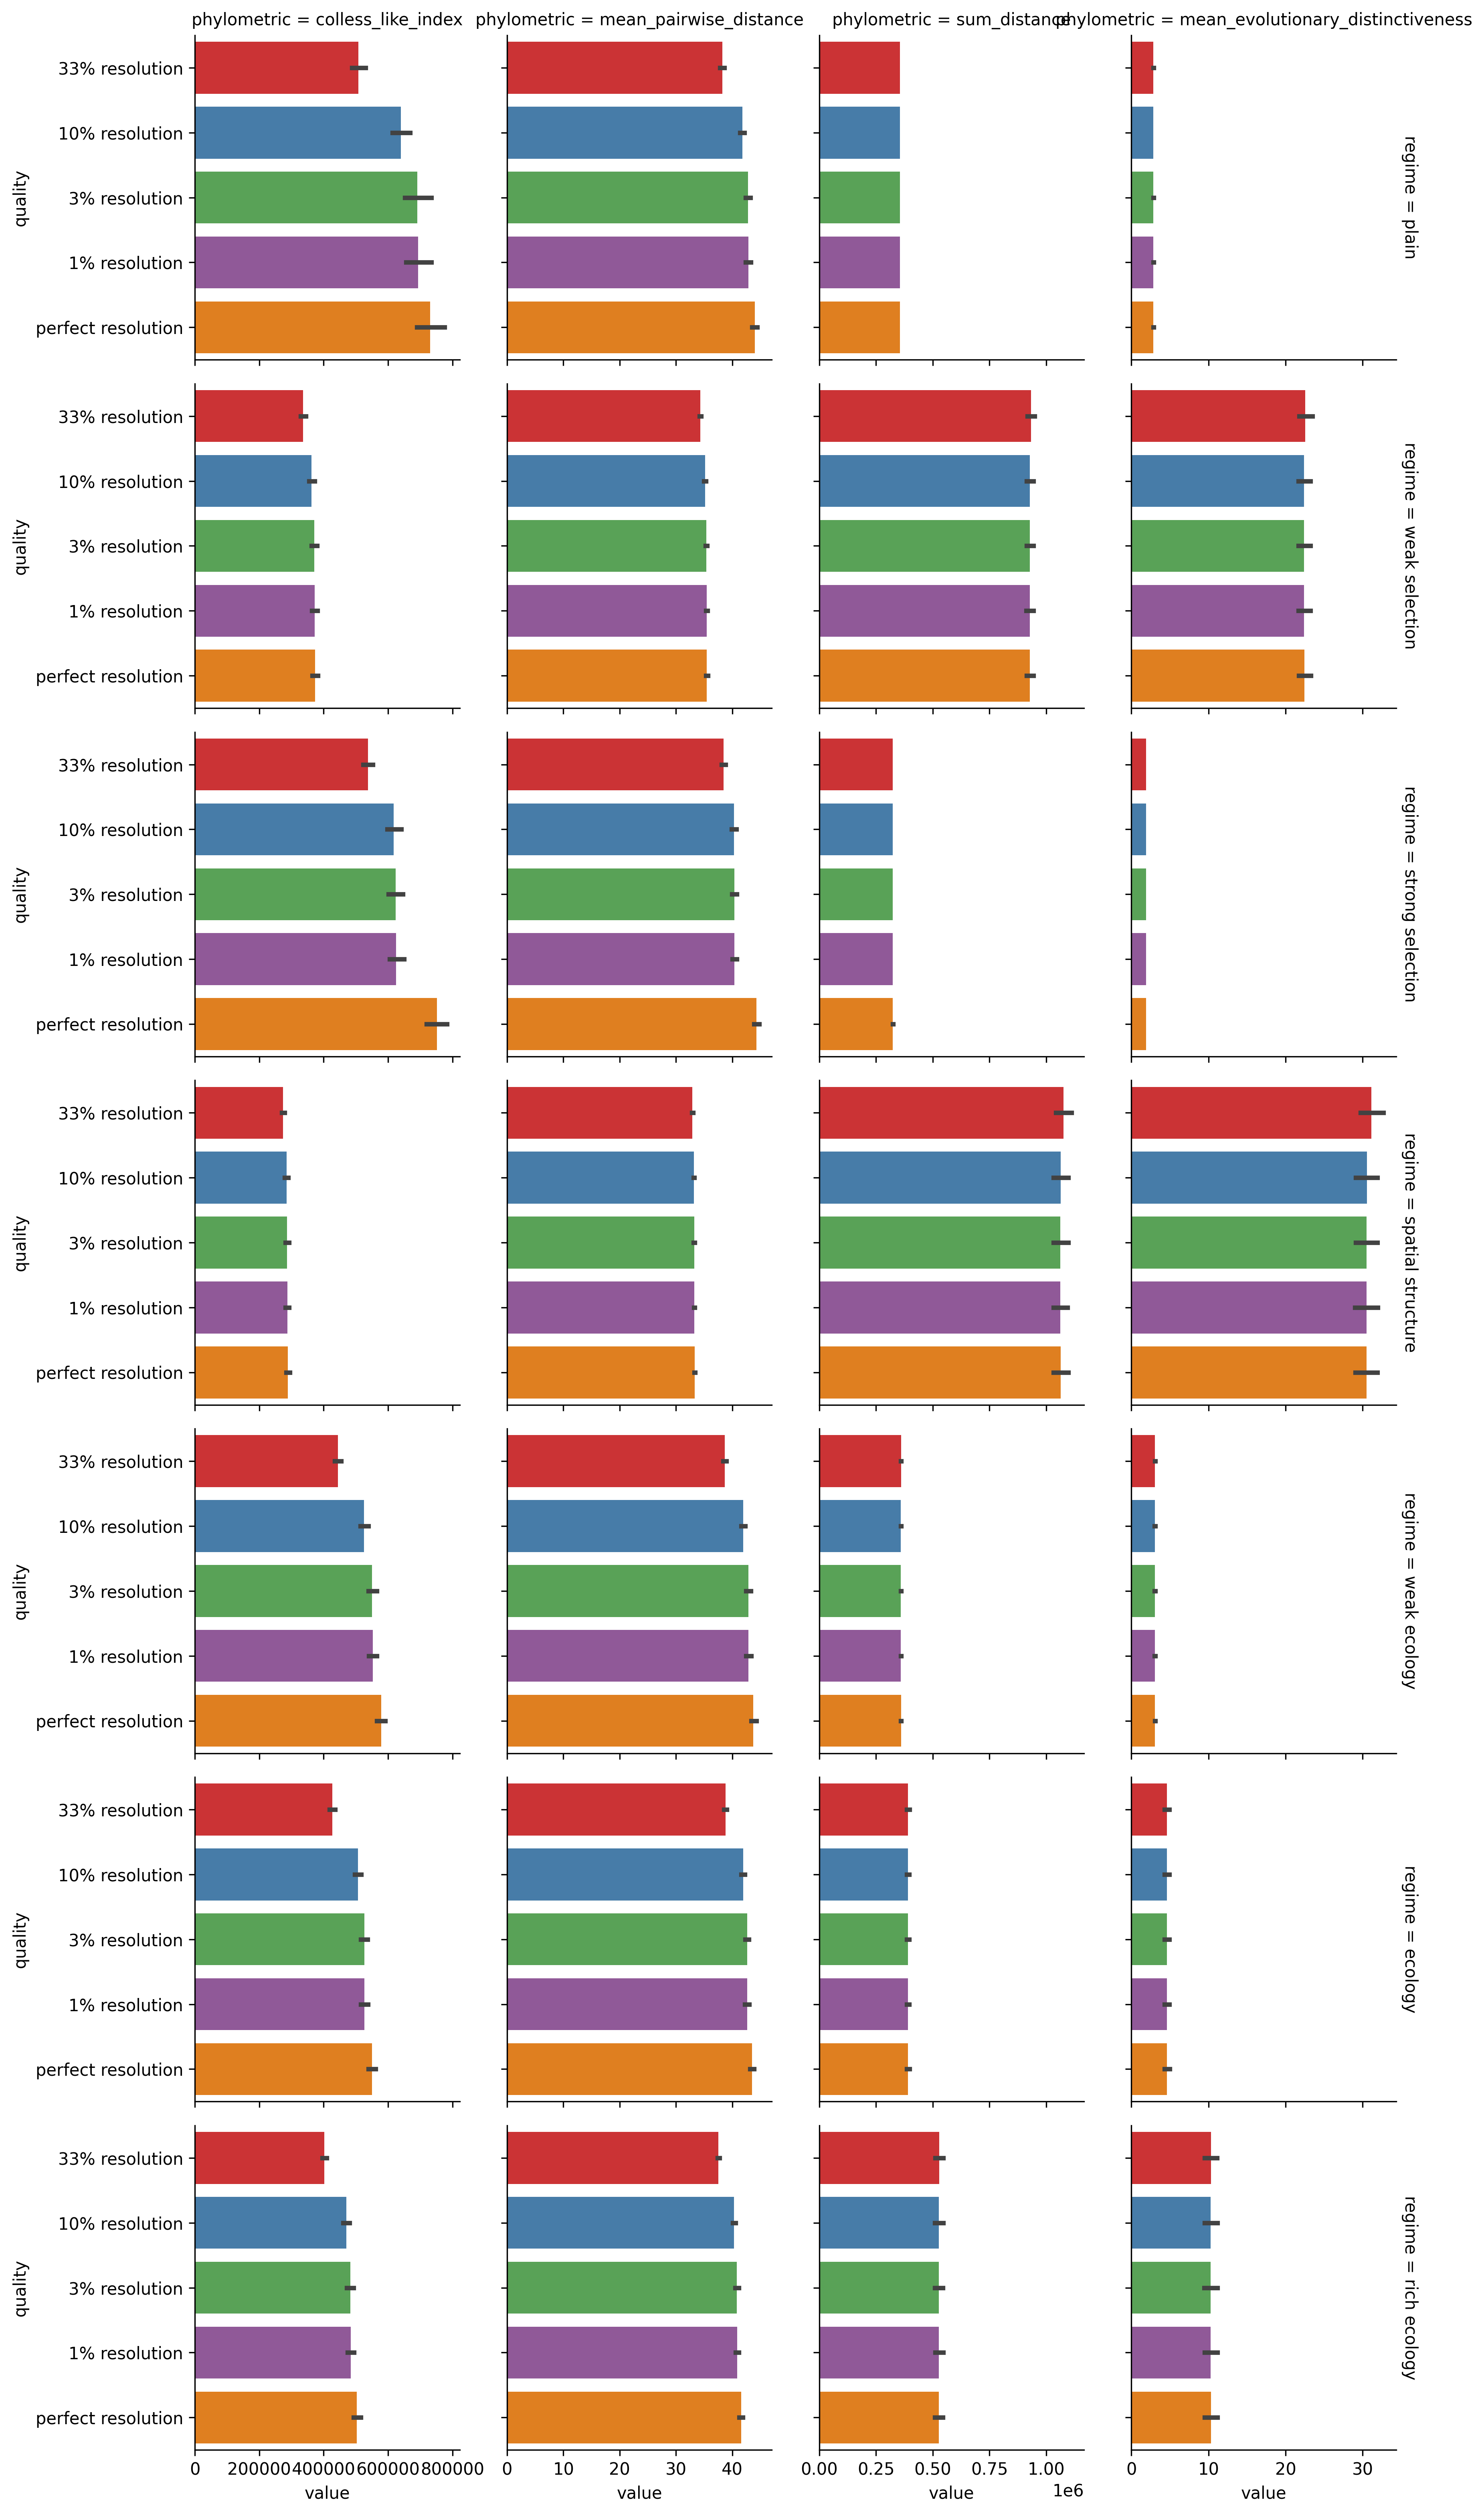 phylometric = colless_like_index
phylometric = mean_pairwise_distance
phylometric = sum_distance
phylometric = mean_evolutionary_distinctiveness
quality
33% resolution
10% resolution
3% resolution
1% resolution
perfect resolution
regime = plain
quality
33% resolution
10% resolution
3% resolution
1% resolution
perfect resolution
regime = weak selection
quality
33% resolution
10% resolution
3% resolution
1% resolution
perfect resolution
regime = strong selection
quality
33% resolution
10% resolution
3% resolution
1% resolution
perfect resolution
regime = spatial structure
quality
33% resolution
10% resolution
3% resolution
1% resolution
perfect resolution
regime = weak ecology
quality
33% resolution
10% resolution
3% resolution
1% resolution
perfect resolution
regime = ecology
quality
33% resolution
10% resolution
3% resolution
1% resolution
perfect resolution
regime = rich ecology
0 200000 400000 600000 800000
value
0 10 20 30 40
value
0.00 0.25 0.50 0.75 1.00
1e6
value
0 10 20 30
value